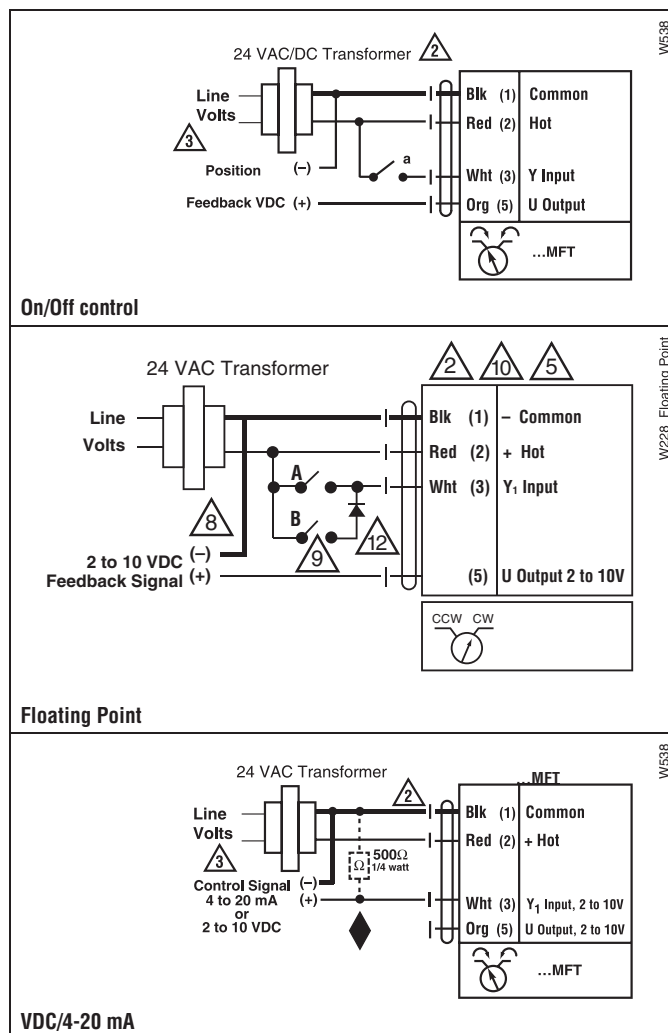 W538
24 VAC/DC Transformer 2
Line
Volts
3
Blk (1) Common
Red (2) Hot
a
Position (–)
Wht (3) Y Input
Feedback VDC (+)
Org (5) U Output
...MFT
On/Off control
W228_Floating Point
24 VAC Transformer
2 10 5
Line
Volts
Blk (1) – Common
Red (2) + Hot
A
Wht (3) Y1 Input
8
B
9
12
2 to 10 VDC (–)
Feedback Signal (+)
(5) U Output 2 to 10V
CCW CW
Floating Point
W538
24 VAC Transformer
...MFT
2
Line
Volts
3
Blk (1) Common
Red (2) + Hot
Ω 500Ω
1/4 watt
Control Signal (–)
4 to 20 mA (+)
or
2 to 10 VDC
Wht (3) Y1 Input, 2 to 10V
Org (5) U Output, 2 to 10V
...MFT
VDC/4-20 mA